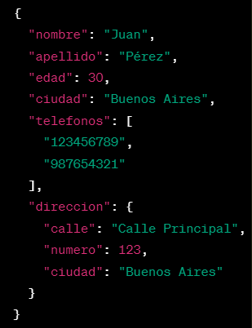 {
"nombre": "Juan",
"apellido": "Pérez",
"edad": 30,
"ciudad": "Buenos Aires",
"telefonos": [
"123456789",
"987654321"
],
"direccion": {
"calle": "Calle Principal",
"numero": 123,
"ciudad": "Buenos Aires"
}
}